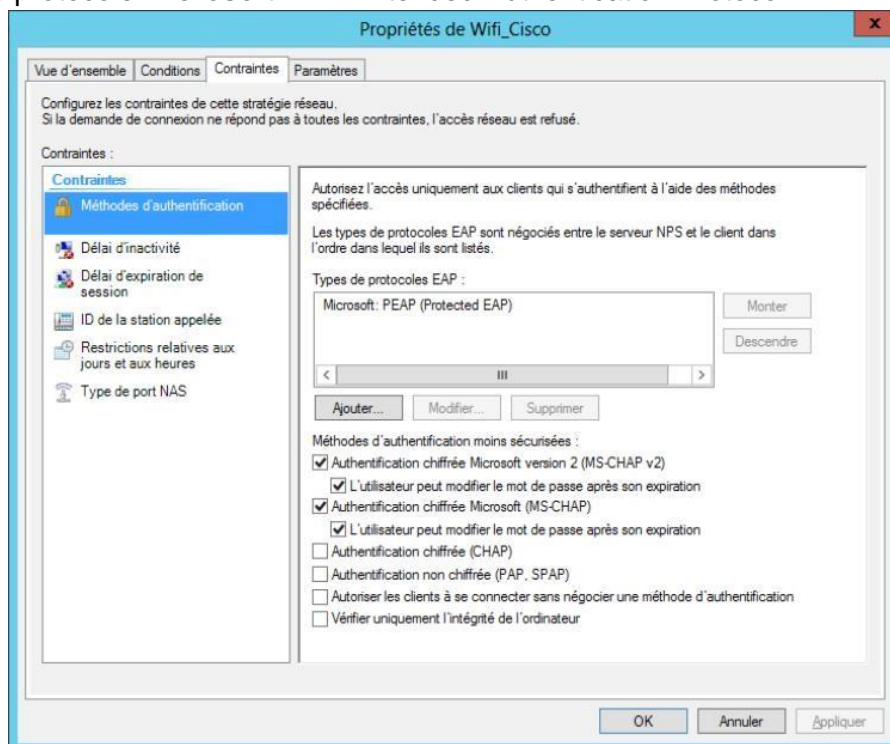 Propriétés de Wifi_Cisco
x
Vue d'ensemble Conditions Contraintes Paramètres
Configurez les contraintes de cette stratégie réseau.
Si la demande de connexion ne répond pas à toutes les contraintes, l'accès réseau est refusé.
Contraintes :
Contraintes
Méthodes d'authentification
Délai d'inactivité
Délai d'expiration de
session
ID de la station appelée
Restrictions relatives aux
jours et aux heures
Type de port NAS
Autorisez l'accès uniquement aux clients qui s'authentifient à l'aide des méthodes
spécifiées.
Les types de protocoles EAP sont négociés entre le serveur NPS et le client dans
l'ordre dans lequel ils sont listés.
Types de protocoles EAP :
Microsoft: PEAP (Protected EAP)
Monter
Descendre
Ajouter... Modifier... Supprimer
Méthodes d'authentification moins sécurisées :
Authentification chiffrée Microsoft version 2 (MS-CHAP v2)
L'utilisateur peut modifier le mot de passe après son expiration
Authentification chiffrée Microsoft (MS-CHAP)
L'utilisateur peut modifier le mot de passe après son expiration
Authentification chiffrée (CHAP)
Authentification non chiffrée (PAP, SPAP)
Autoriser les clients à se connecter sans négocier une méthode d'authentification
Vérifier uniquement l'intégrité de l'ordinateur
OK Annuler Appliquer